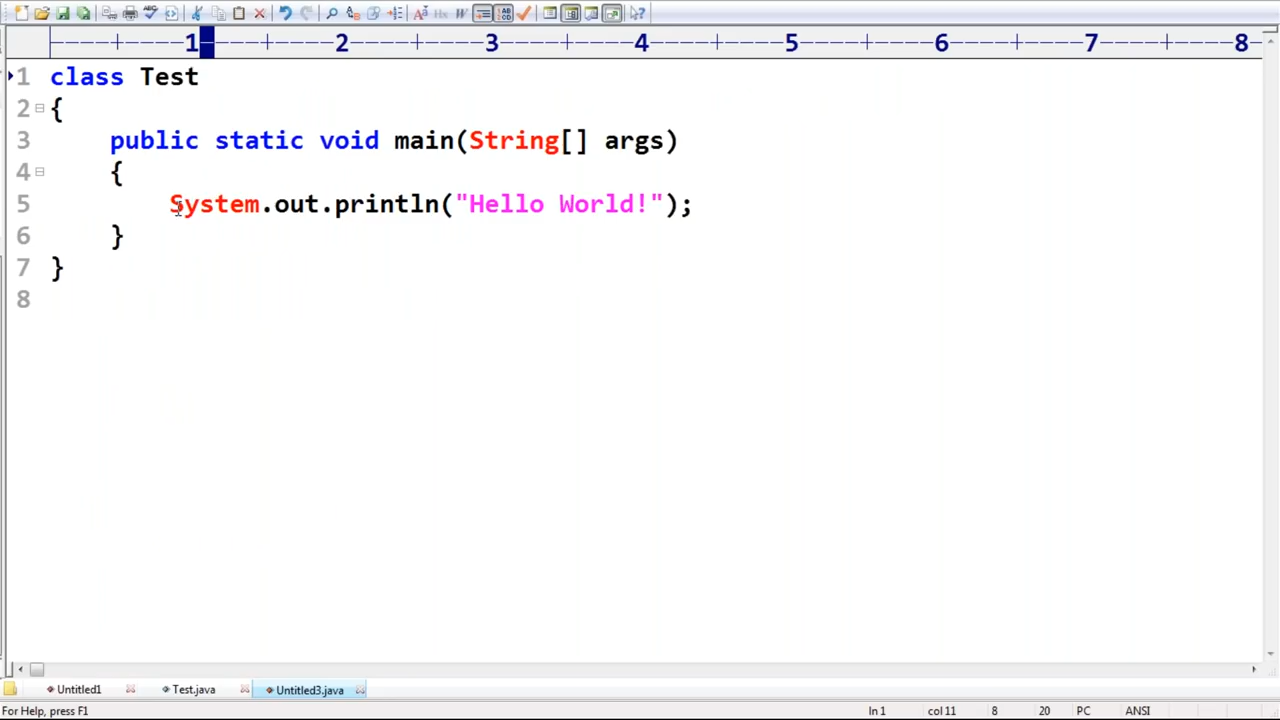 ----+----1----+----2----+----3----+----4----+----5----+----6----+----7----+----8
1 class Test
2 {
3 public static void main(String[] args)
4 {
5 System.out.println("Hello World!");
6 }
7 }
8
Untitled1 Test.java Untitled3.java
For Help, press F1 ln 1 col 11 8 20 PC ANSI